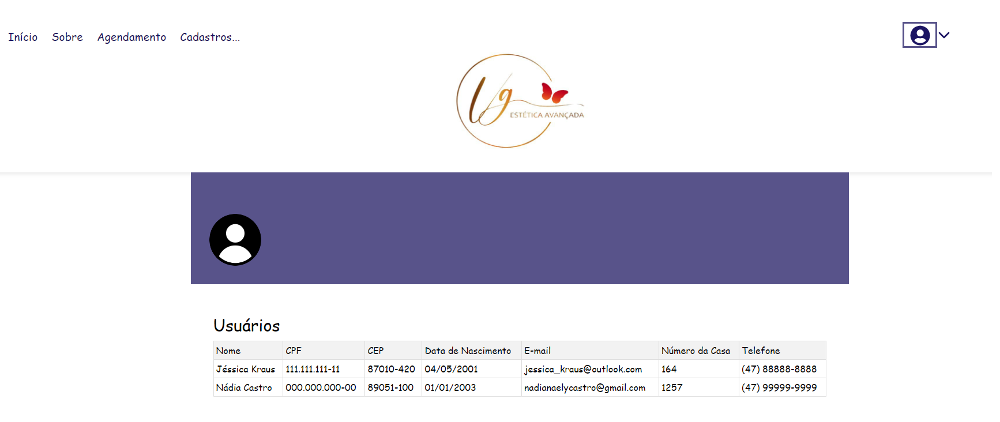 Início Sobre Agendamento Cadastros...
Vg
ESTÉTICA AVANÇADA
Usuários
Nome CPF CEP Data de Nascimento E-mail Número da Casa Telefone
Jéssica Kraus 111.111.111-11 87010-420 04/05/2001 jessica_kraus@outlook.com 164 (47) 88888-8888
Nádia Castro 000.000.000-00 89051-100 01/01/2003 nadianaelycastro@gmail.com 1257 (47) 99999-9999